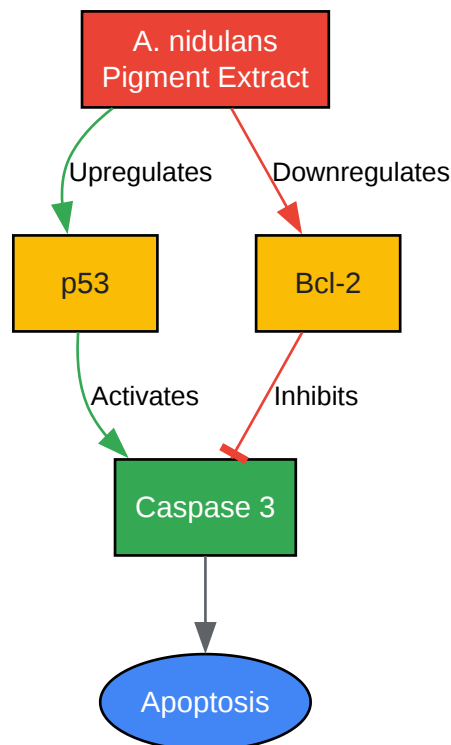 A. nidulans
Pigment Extract
Upregulates
Downregulates
p53
Bcl-2
Activates
Inhibits
Caspase 3
Apoptosis